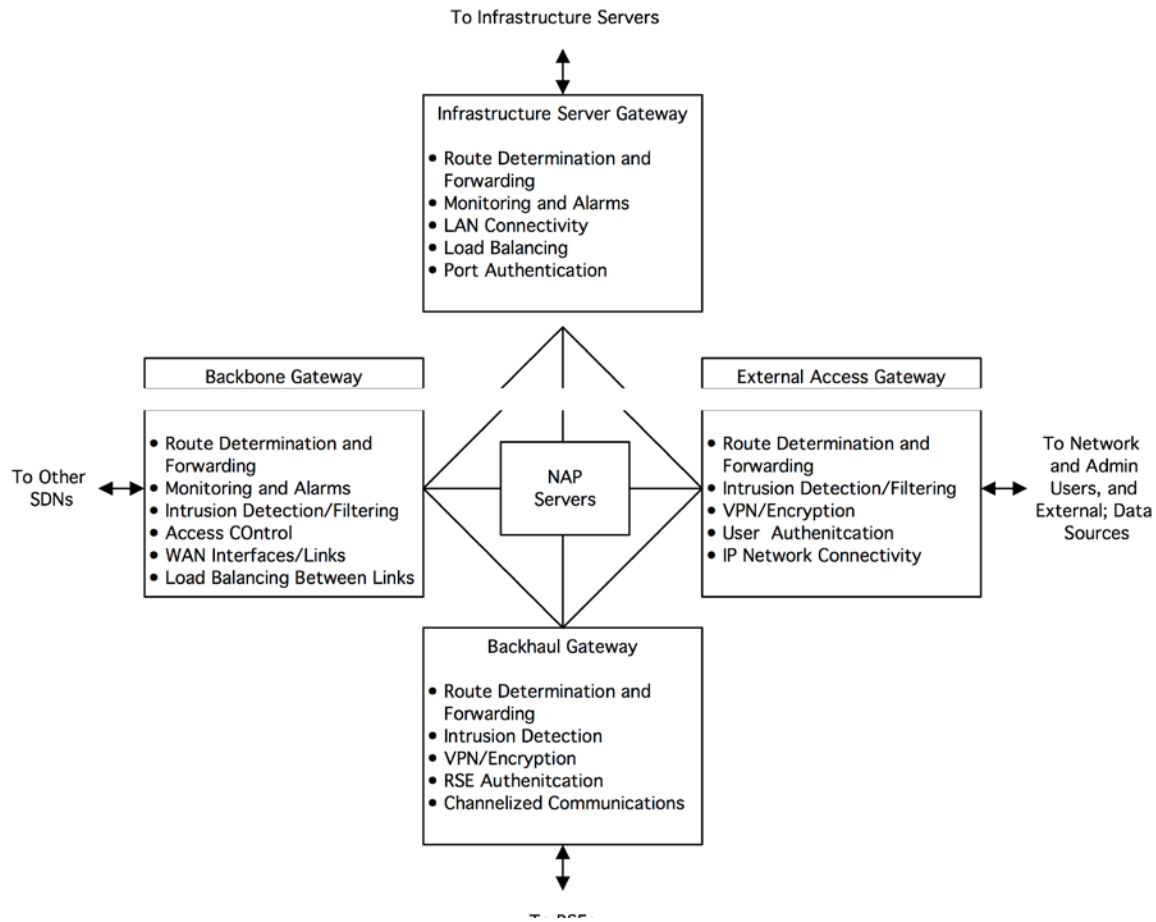 To Infrastructure Servers
Infrastructure Server Gateway
• Route Determination and
Forwarding
• Monitoring and Alarms
• LAN Connectivity
• Load Balancing
• Port Authentication
Backbone Gateway
• Route Determination and
Forwarding
• Monitoring and Alarms
• Intrusion Detection/Filtering
• Access COntrol
• WAN Interfaces/Links
• Load Balancing Between Links
To Other
SDNs
NAP
Servers
External Access Gateway
• Route Determination and
Forwarding
• Intrusion Detection/Filtering
• VPN/Encryption
• User Authenitcation
• IP Network Connectivity
To Network
and Admin
Users, and
External; Data
Sources
Backhaul Gateway
• Route Determination and
Forwarding
• Intrusion Detection
• VPN/Encryption
• RSE Authenitcation
• Channelized Communications
To RSEs